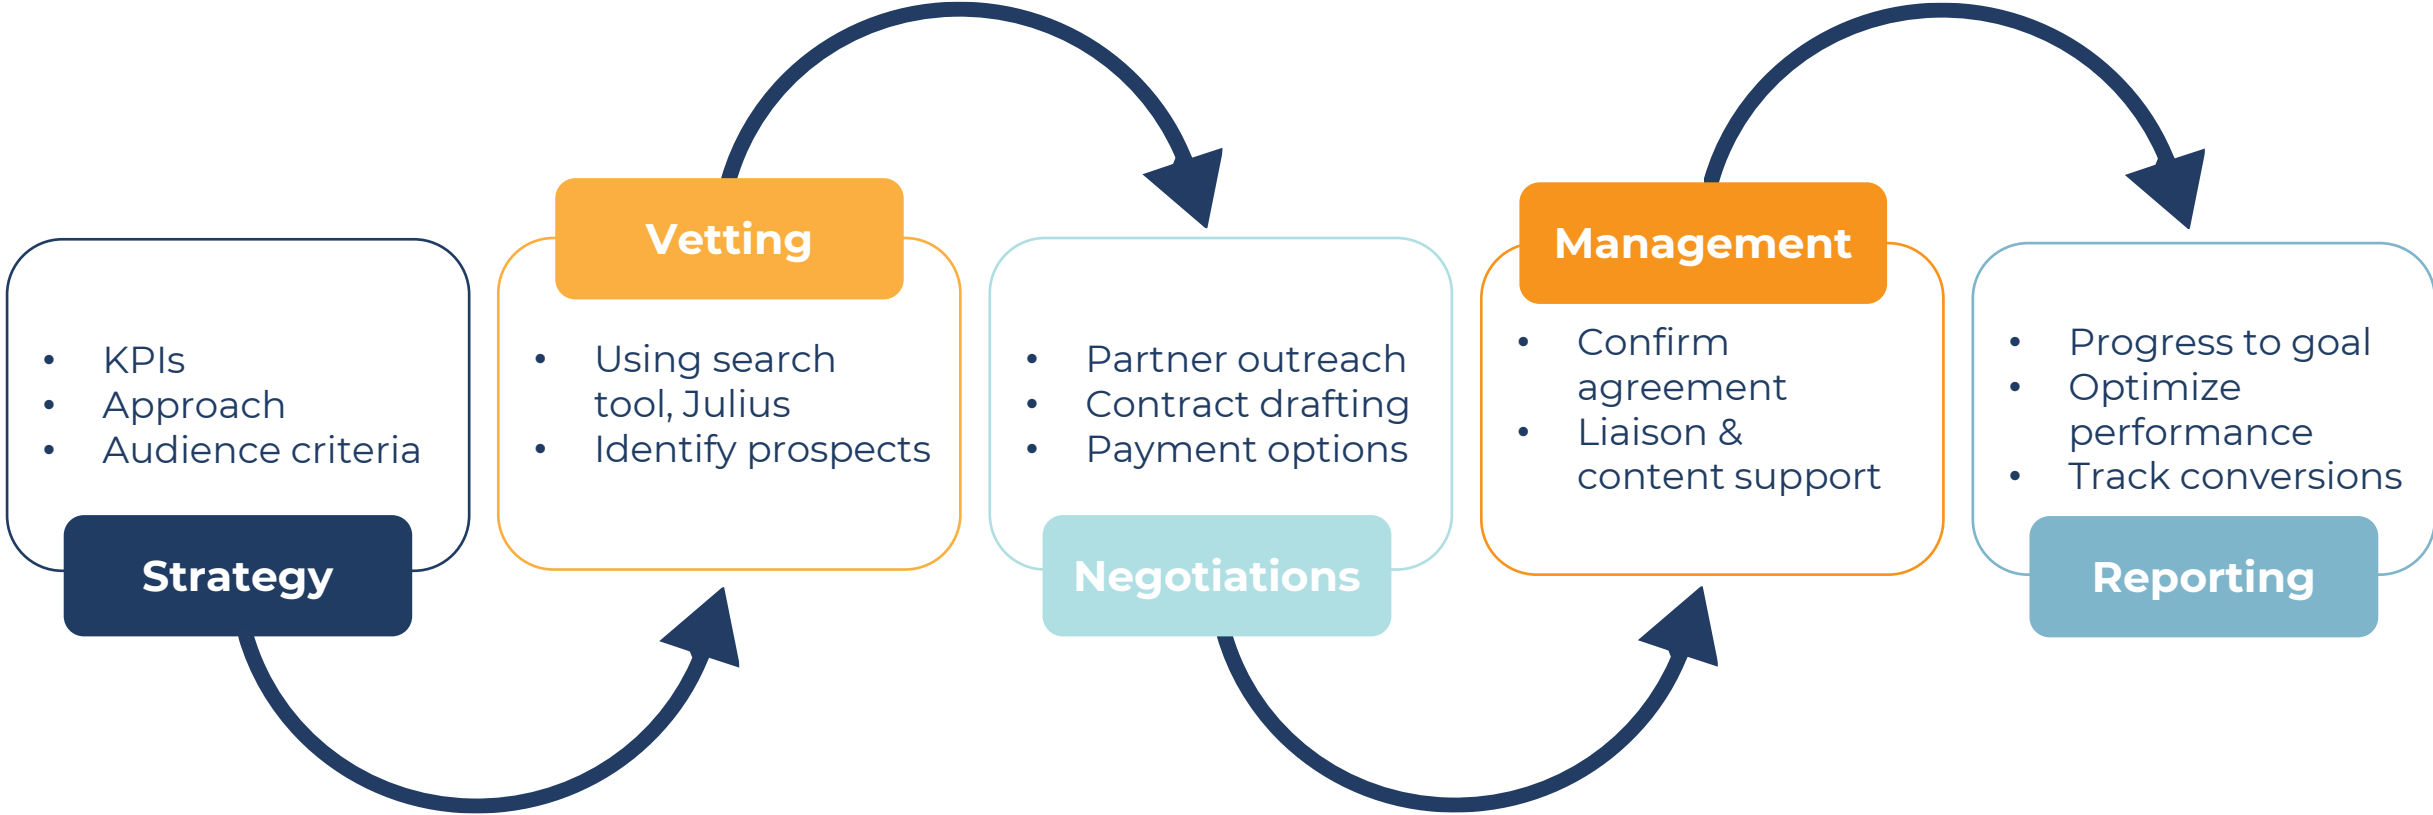 • KPIs
• Approach
• Audience criteria
Strategy
Vetting
• Using search
tool, Julius
• Identify prospects
• Partner outreach
• Contract drafting
• Payment options
Negotiations
Management
• Confirm
agreement
• Liaison &
content support
• Progress to goal
• Optimize
performance
• Track conversions
Reporting